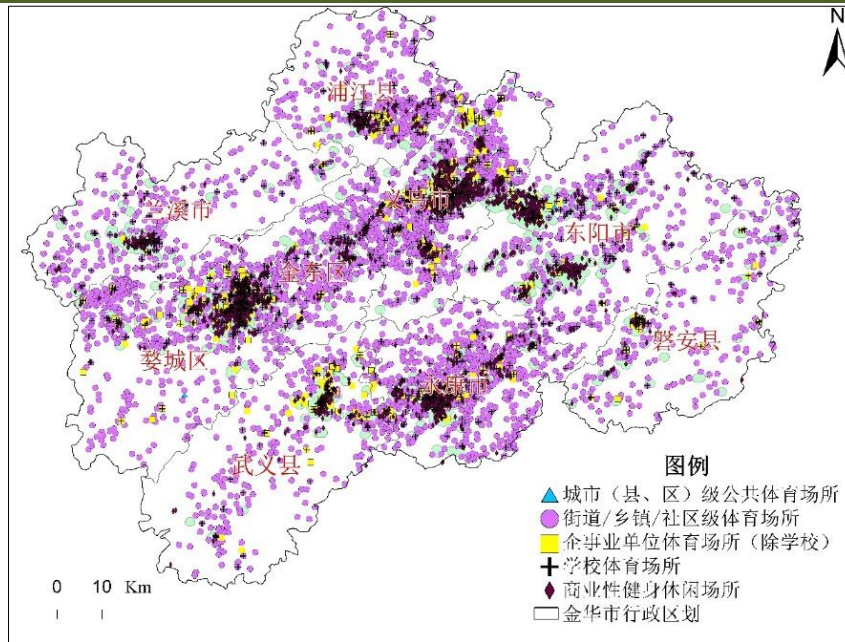 N
浦江县
兰溪市
义乌市
东阳市
金东区
磐安县
婺城区
永康市
武义县
图例
城市（县、区）级公共体育场所
街道/乡镇/社区级体育场所
企事业单位体育场所（除学校）
学校体育场所
商业性健身休闲场所
金华市行政区划
0 10 Km